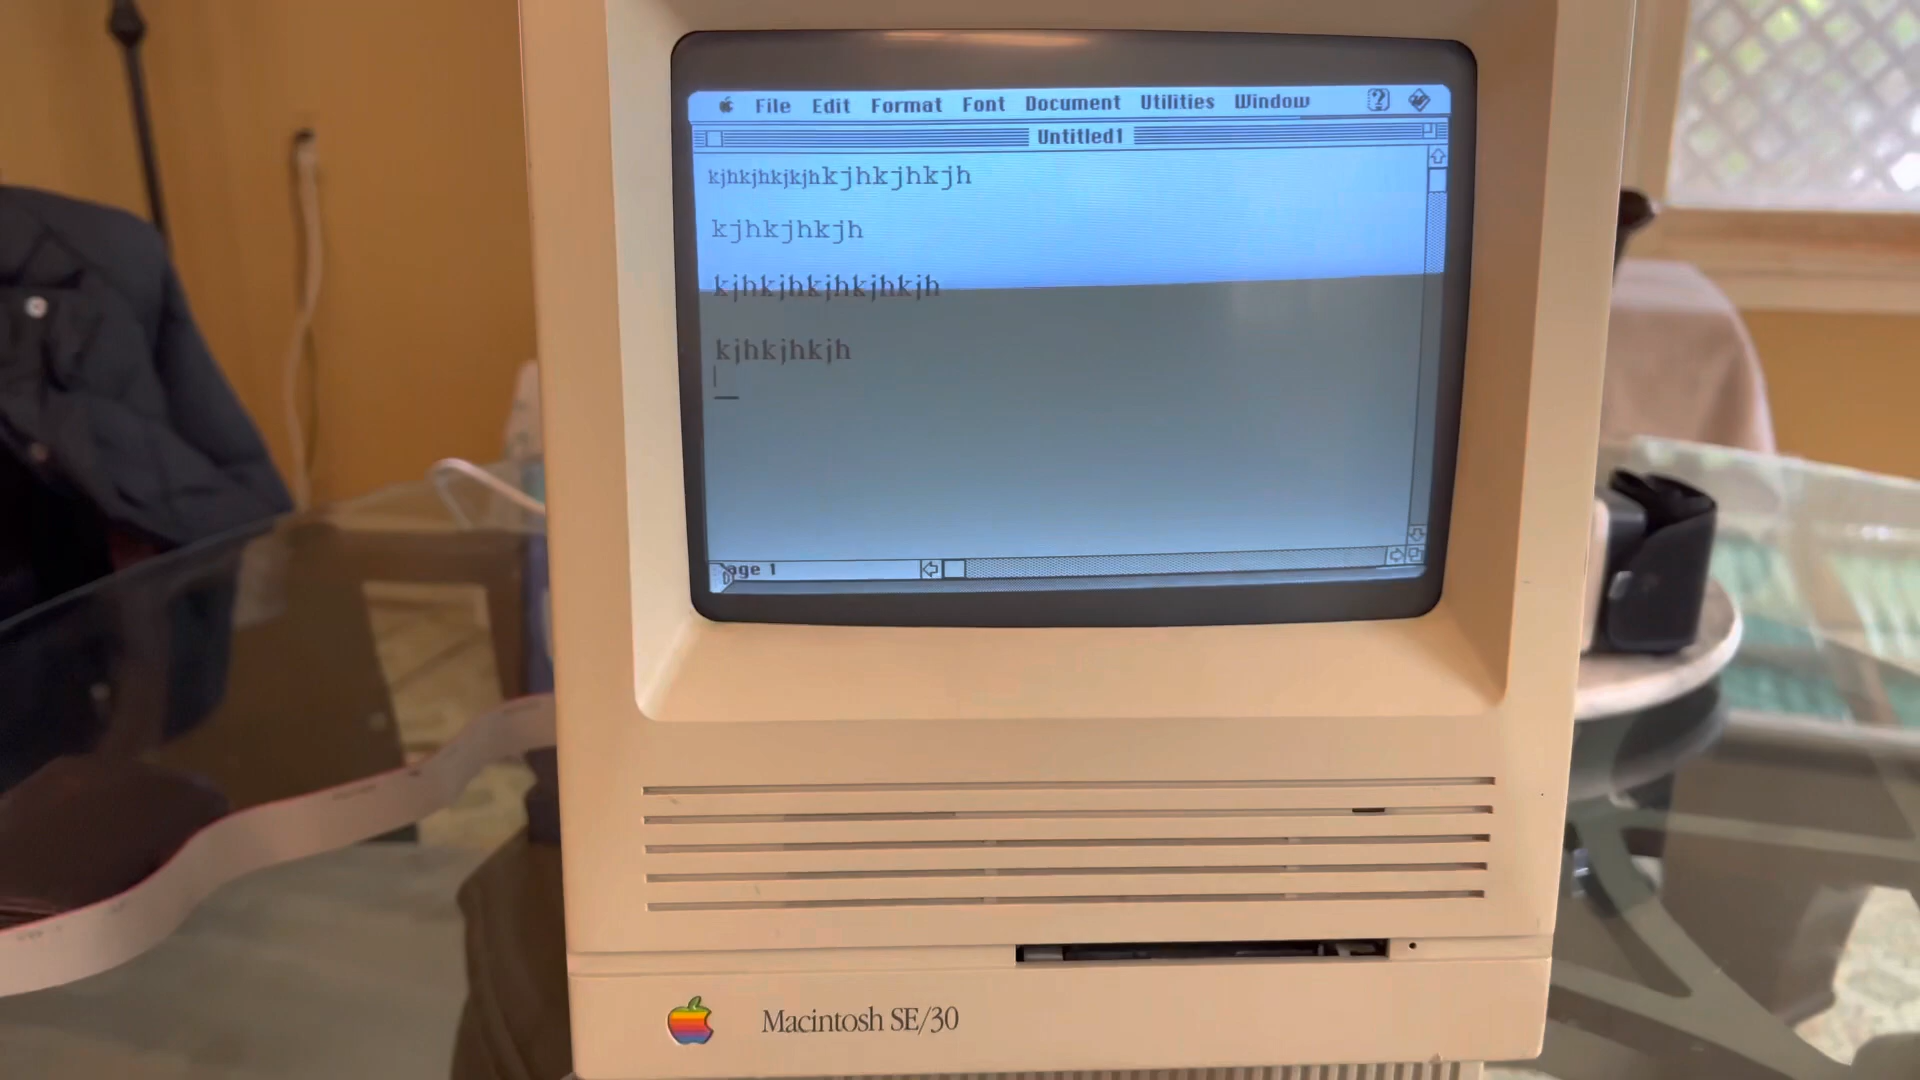 File Edit Format Font Document Utilities Window
Untitled1
kjhkjhkjkjhkjhkjhkjh
kjhkjhkjh
kjhkjhkjhkjhkjh
kjhkjhkjh
age 1
Macintosh SE/30